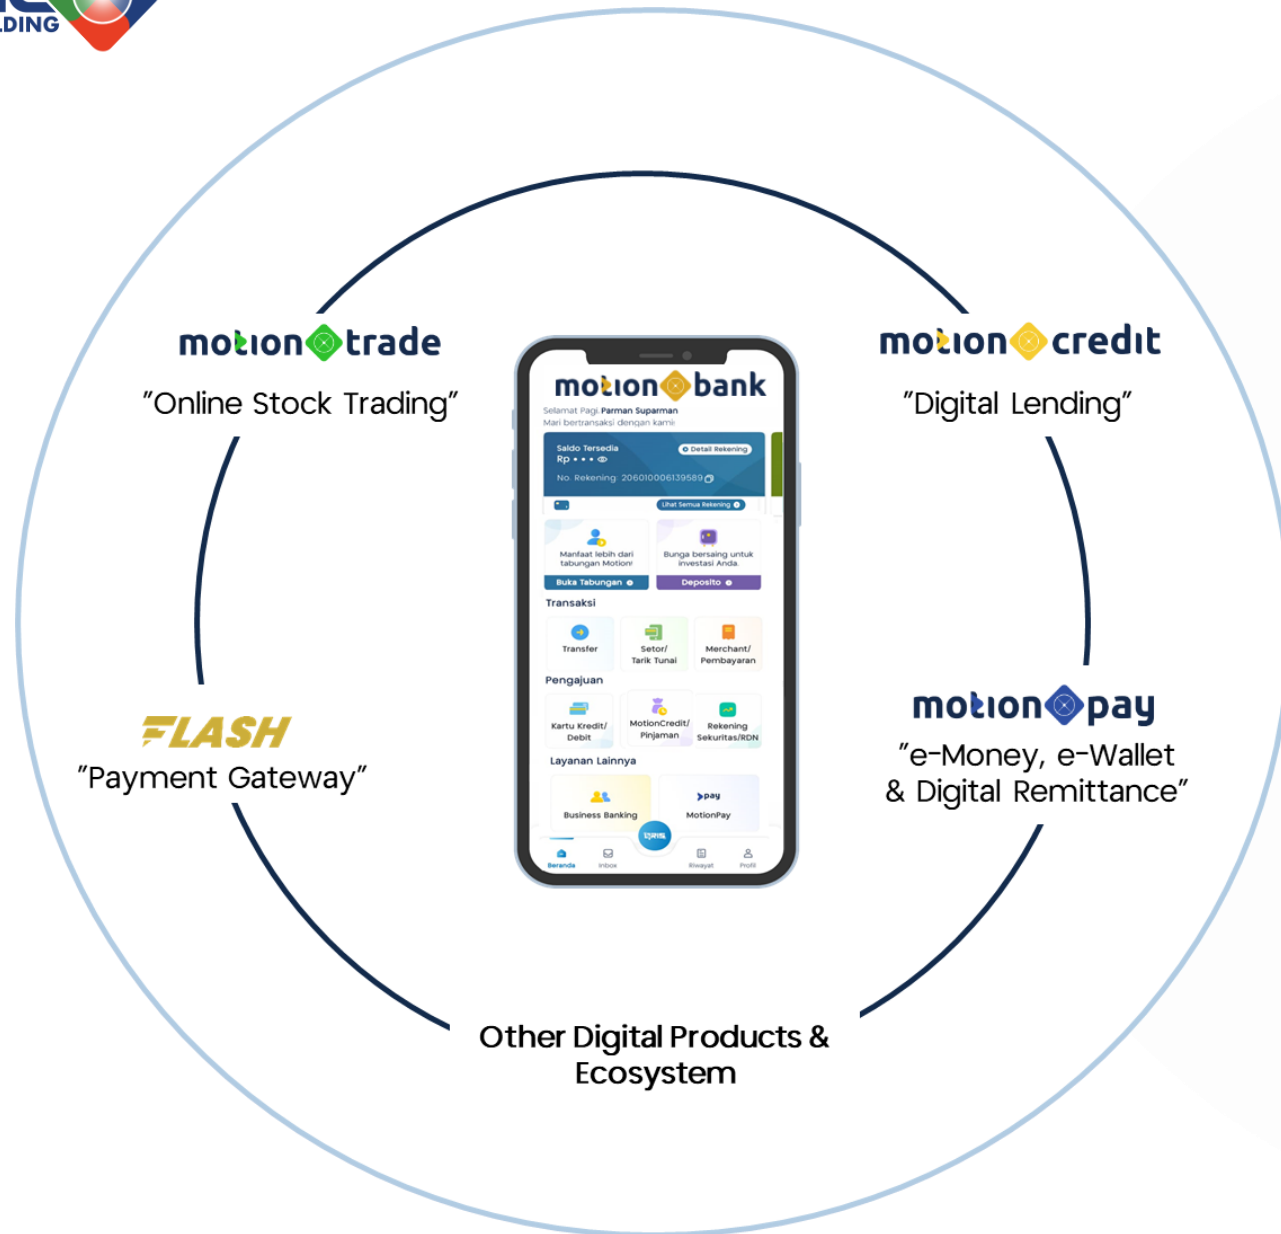 LDING
motion trade
"Online Stock Trading"
motion credit
"Digital Lending"
motion bank
Selamat Pagi, Parman Suparman
Mari bertransaksi dengan kami!
Saldo Tersedia
Detail Rekening
Rp • • •
No. Rekening: 206010006139589
Lihat Semua Rekening
Manfaat lebih dari
tabungan Motion!
Buka Tabungan
Bunga bersaing untuk
investasi Anda.
Deposito
Transaksi
Transfer
Setor/
Tarik Tunai
Merchant/
Pembayaran
Pengajuan
Kartu Kredit/
Debit
MotionCredit/
Pinjaman
Rekening
Sekuritas/RDN
Layanan Lainnya
Business Banking
pay
MotionPay
QRIS
Beranda
Inbox
Riwayat
Profil
FLASH
"Payment Gateway"
motion pay
"e-Money, e-Wallet
& Digital Remittance"
Other Digital Products &
Ecosystem